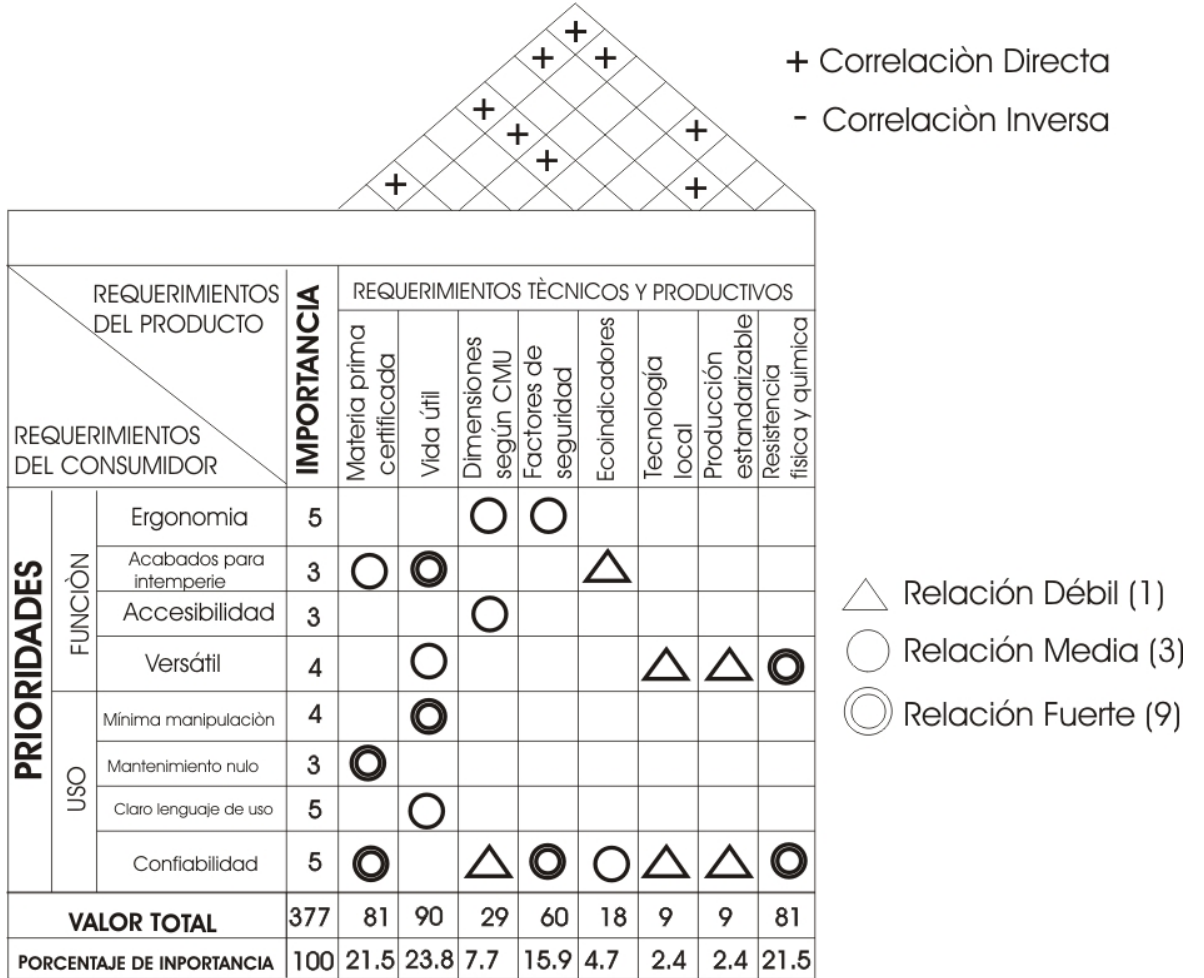 + Correlaciòn Directa
- Correlaciòn Inversa
REQUERIMIENTOS
DEL PRODUCTO
REQUERIMIENTOS
DEL CONSUMIDOR
IMPORTANCIA
REQUERIMIENTOS TÈCNICOS Y PRODUCTIVOS
Materia prima
certificada
Vida útil
Dimensiones
según CMU
Factores de
seguridad
Ecoindicadores
Tecnología
local
Producción
estandarizable
Resistencia
fisica y quimica
PRIORIDADES
FUNCIÒN
Ergonomia 5
Acabados para
intemperie 3
Accesibilidad 3
Versátil 4
USO
Mínima manipulaciòn 4
Mantenimiento nulo 3
Claro lenguaje de uso 5
Confiabilidad 5
Relación Débil (1)
Relación Media (3)
Relación Fuerte (9)
VALOR TOTAL 377 81 90 29 60 18 9 9 81
PORCENTAJE DE INPORTANCIA 100 21.5 23.8 7.7 15.9 4.7 2.4 2.4 21.5